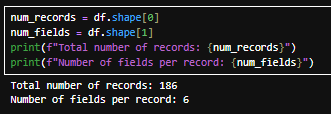 num_records = df.shape[0]
num_fields = df.shape[1]
print(f"Total number of records: {num_records}")
print(f"Number of fields per record: {num_fields}")
Total number of records: 186
Number of fields per record: 6